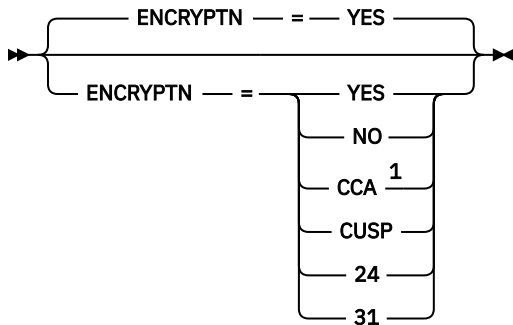 ENCRYPTN = YES
ENCRYPTN = YES
NO
CCA 1
CUSP
24
31